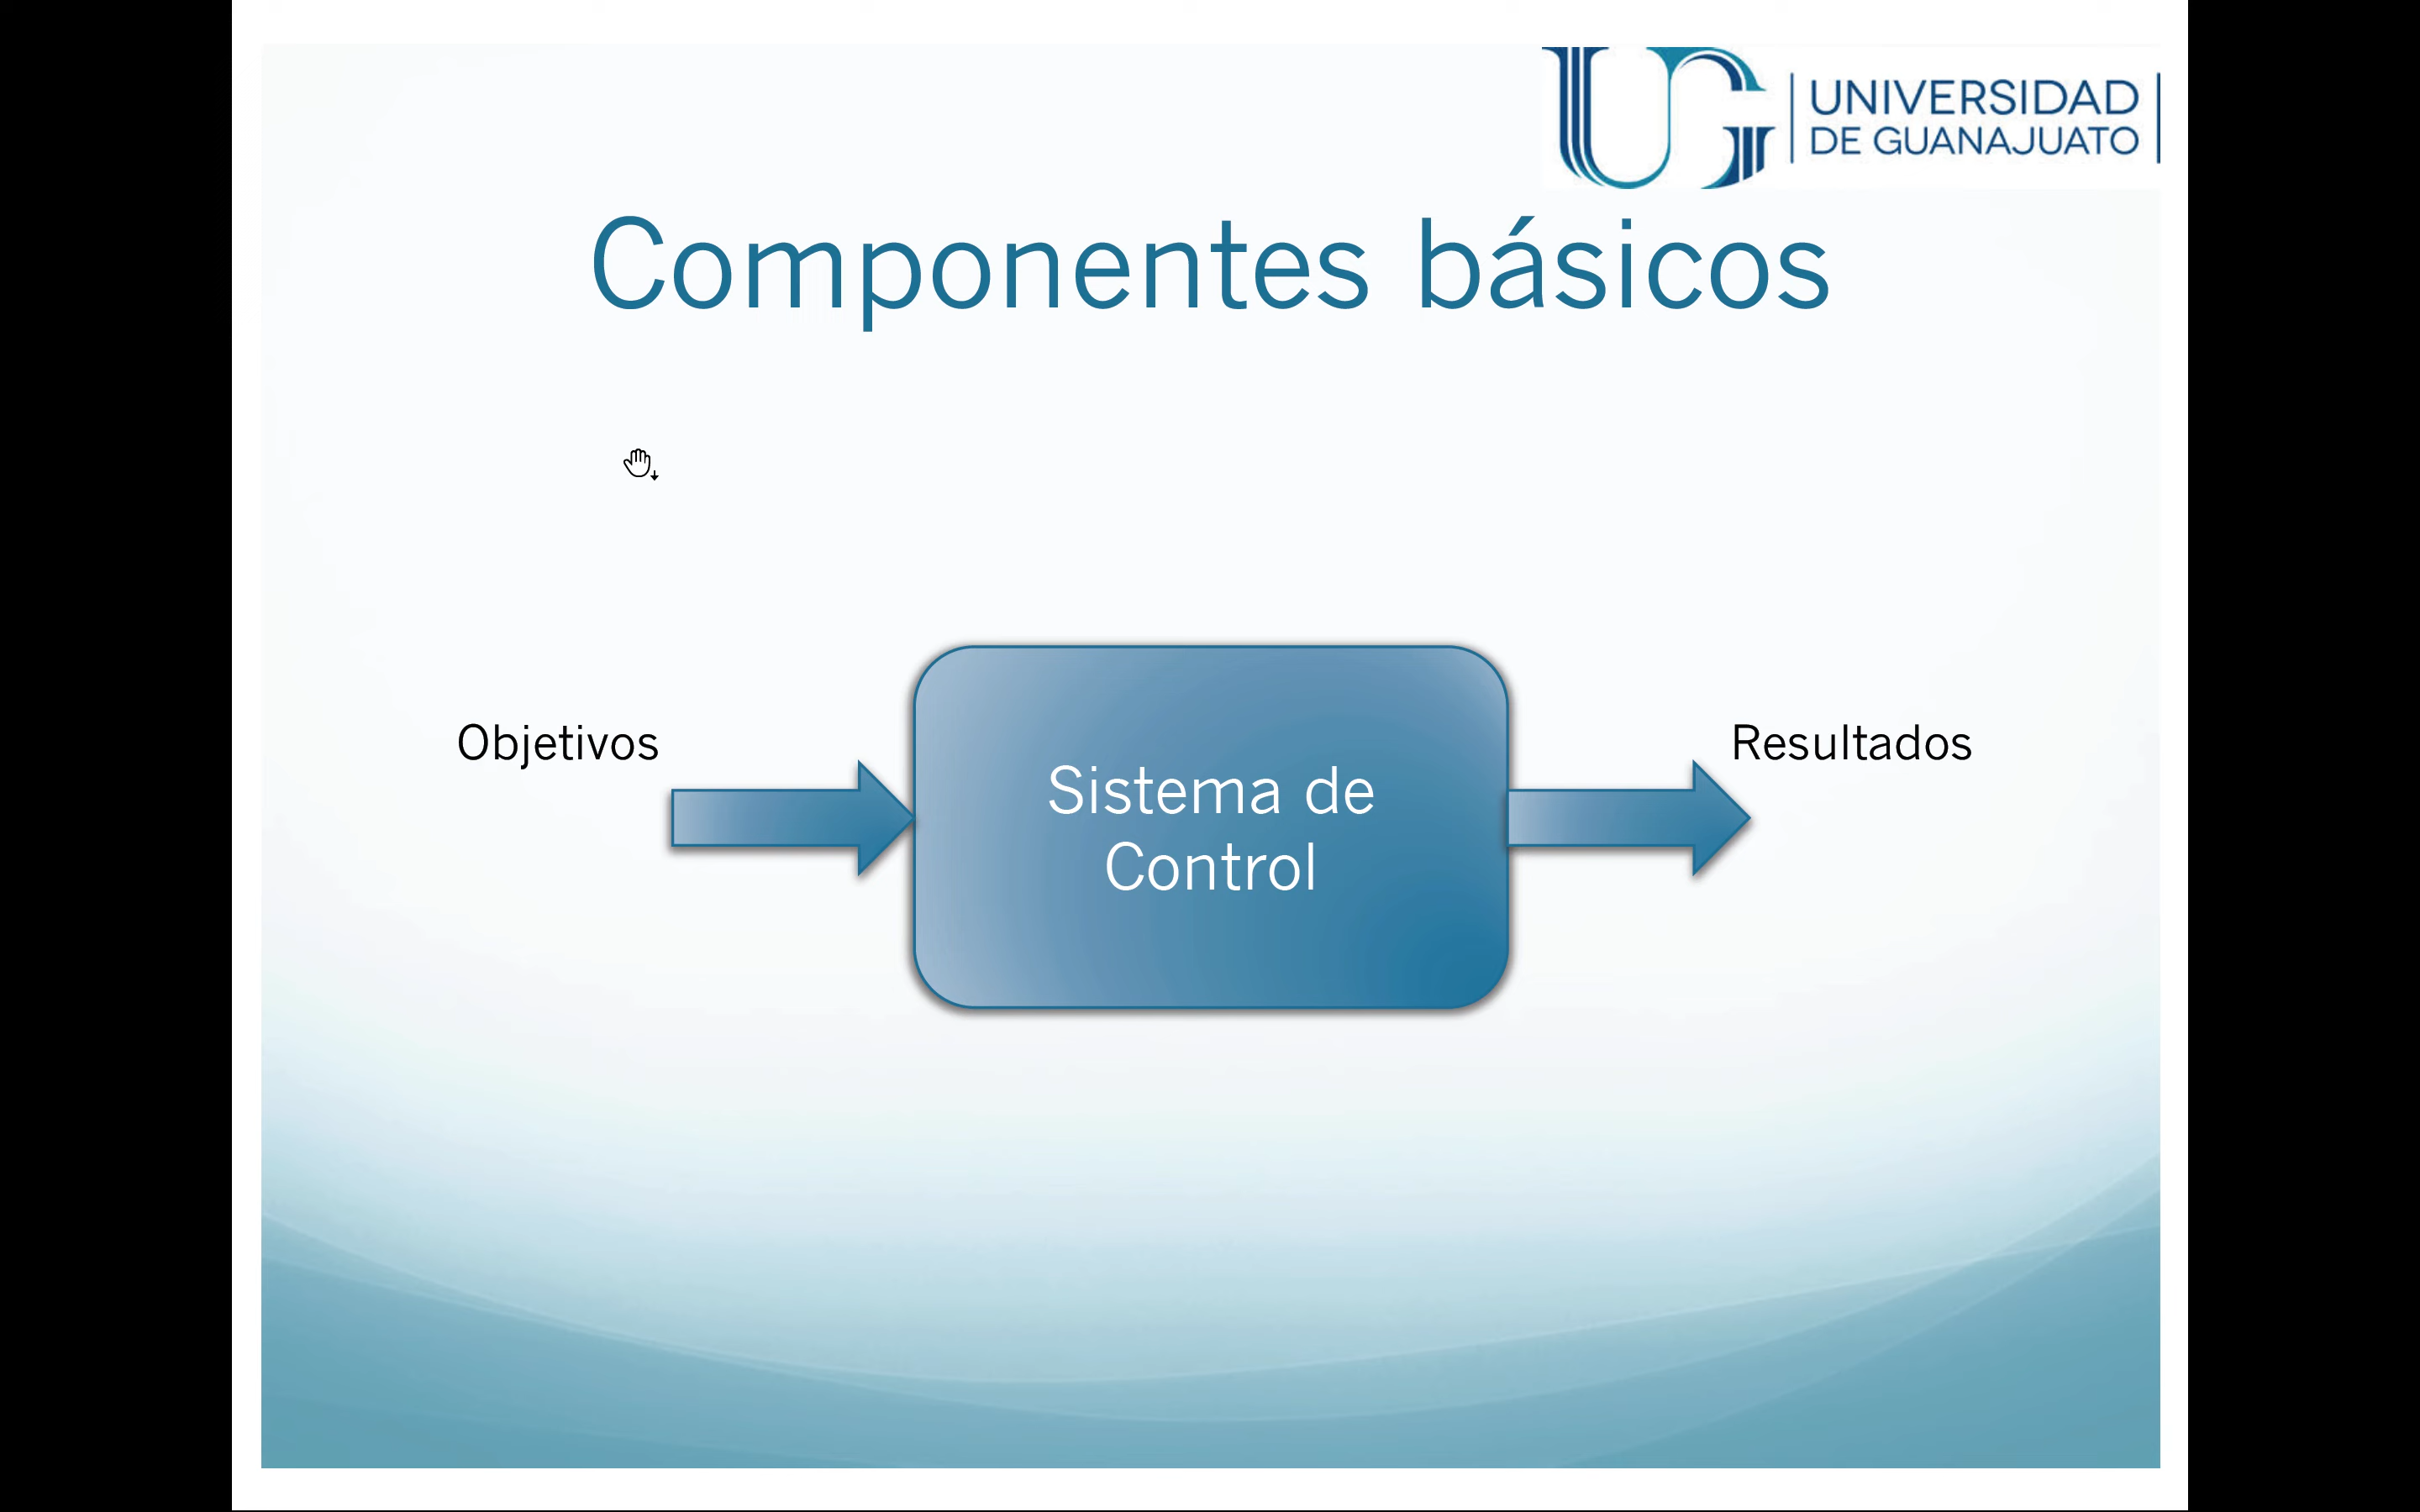 UNIVERSIDAD
DE GUANAJUATO
Componentes básicos
Objetivos
Sistema de
Control
Resultados